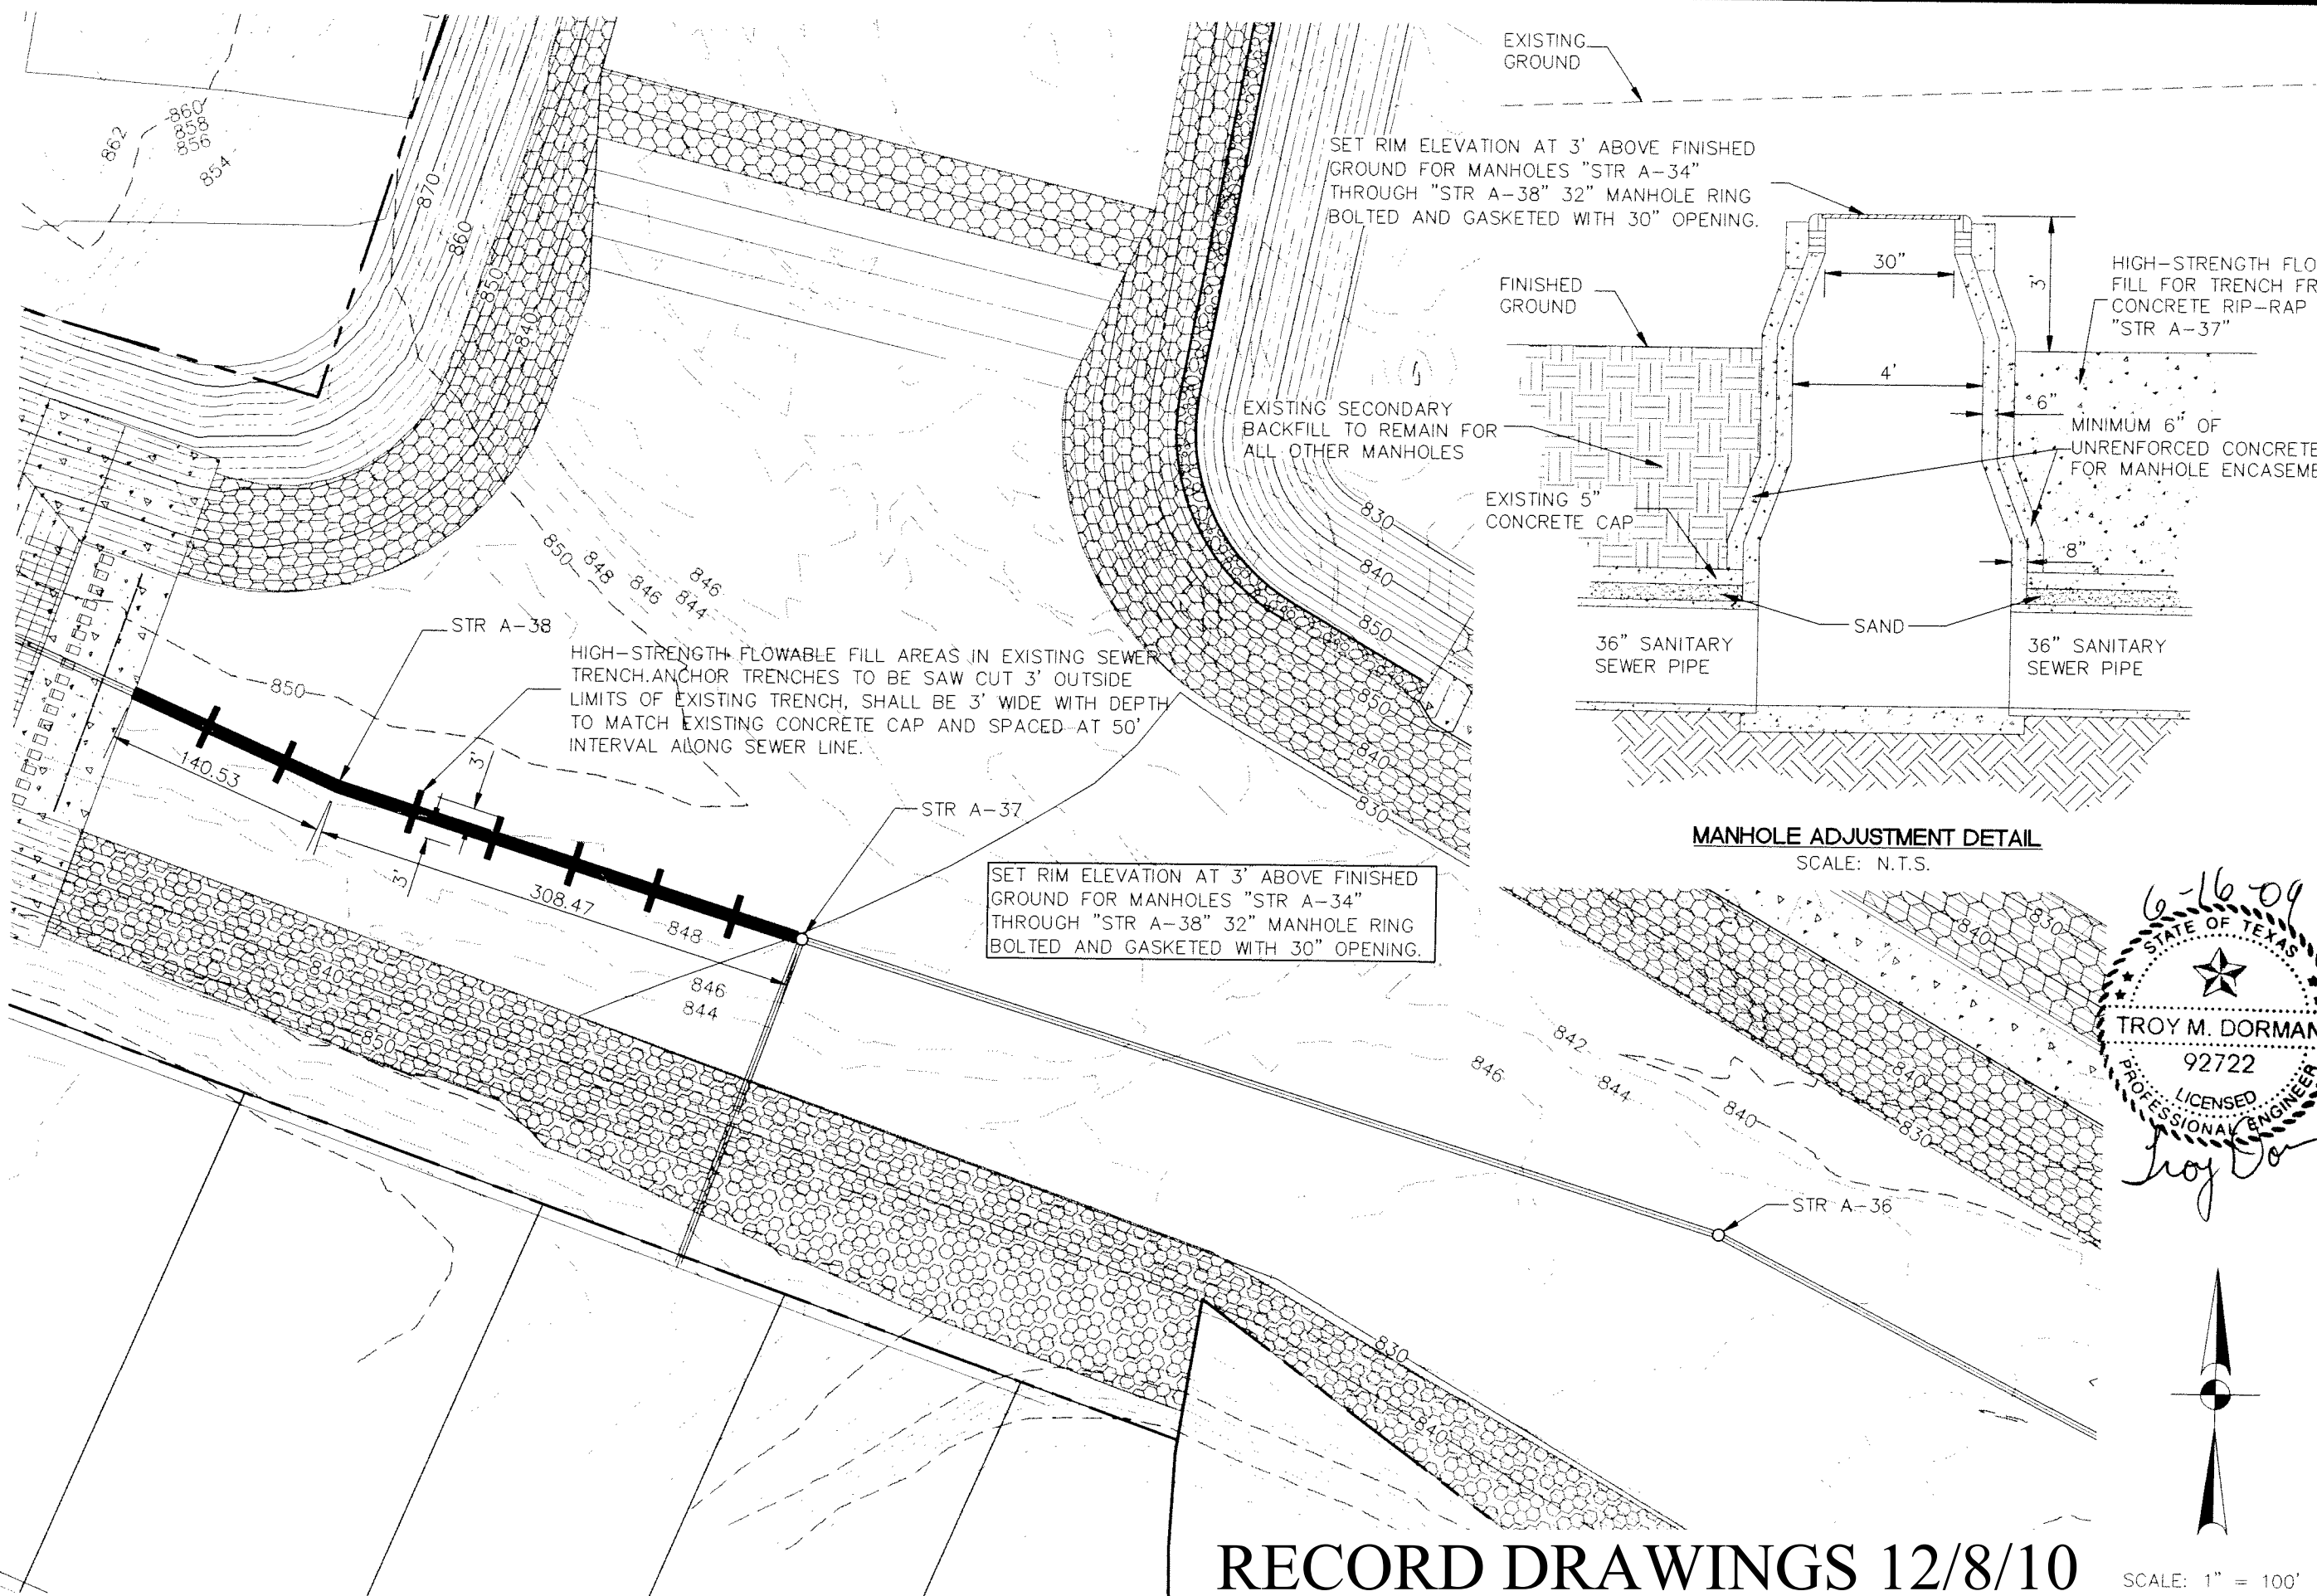 EXISTING
GROUND
SET RIM ELEVATION AT 3' ABOVE FINISHED
GROUND FOR MANHOLES "STR A-34"
THROUGH "STR A-38" 32" MANHOLE RING
BOLTED AND GASKETED WITH 30" OPENING.
30"
3'
HIGH-STRENGTH FLO
FILL FOR TRENCH FR
CONCRETE RIP-RAP
"STR A-37"
FINISHED
GROUND
4'
6"
EXISTING SECONDARY
BACKFILL TO REMAIN FOR
ALL OTHER MANHOLES
MINIMUM 6" OF
UNRENFORCED CONCRETE
FOR MANHOLE ENCASEME
EXISTING 5"
CONCRETE CAP
8"
SAND
36" SANITARY
SEWER PIPE
36" SANITARY
SEWER PIPE
MANHOLE ADJUSTMENT DETAIL
SCALE: N.T.S.
862
860
858
856
854
870
860
850
840
850
848
846
844
846
830
840
850
850
840
830
STR A-38
HIGH-STRENGTH FLOWABLE FILL AREAS IN EXISTING SEWER
TRENCH.ANCHOR TRENCHES TO BE SAW CUT 3' OUTSIDE
LIMITS OF EXISTING TRENCH, SHALL BE 3' WIDE WITH DEPTH
TO MATCH EXISTING CONCRETE CAP AND SPACED AT 50'
INTERVAL ALONG SEWER LINE.
850
140.53
3'
3'
308.47
STR A-37
SET RIM ELEVATION AT 3' ABOVE FINISHED
GROUND FOR MANHOLES "STR A-34"
THROUGH "STR A-38" 32" MANHOLE RING
BOLTED AND GASKETED WITH 30" OPENING.
848
846
844
840
850
842
846
844
840
840
830
840
830
STR A-36
830
840
6-16-09
STATE OF TEXAS
TROY M. DORMAN
92722
LICENSED
PROFESSIONAL ENGINEER
Troy Dor
RECORD DRAWINGS 12/8/10
SCALE: 1" = 100'